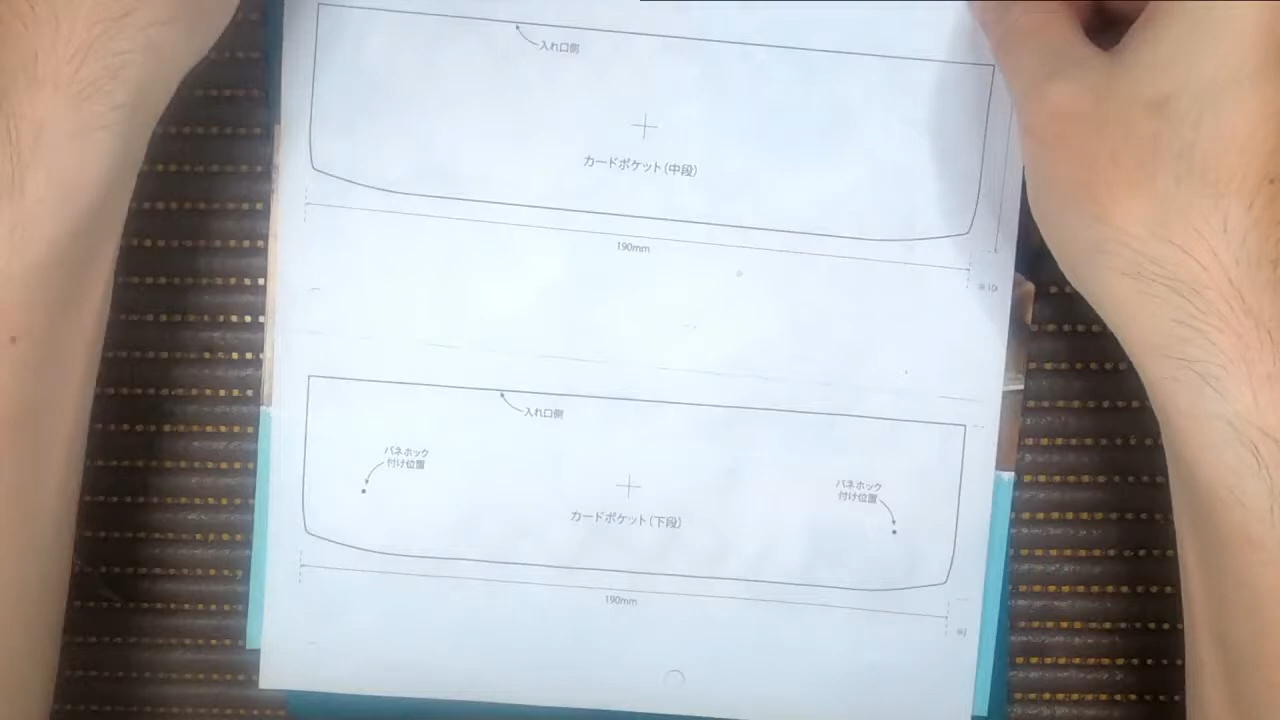 入れ口側
カードポケット(中段)
190mm
入れ口側
バネホック
付け位置
バネホック
付け位置
カードポケット(下段)
190mm